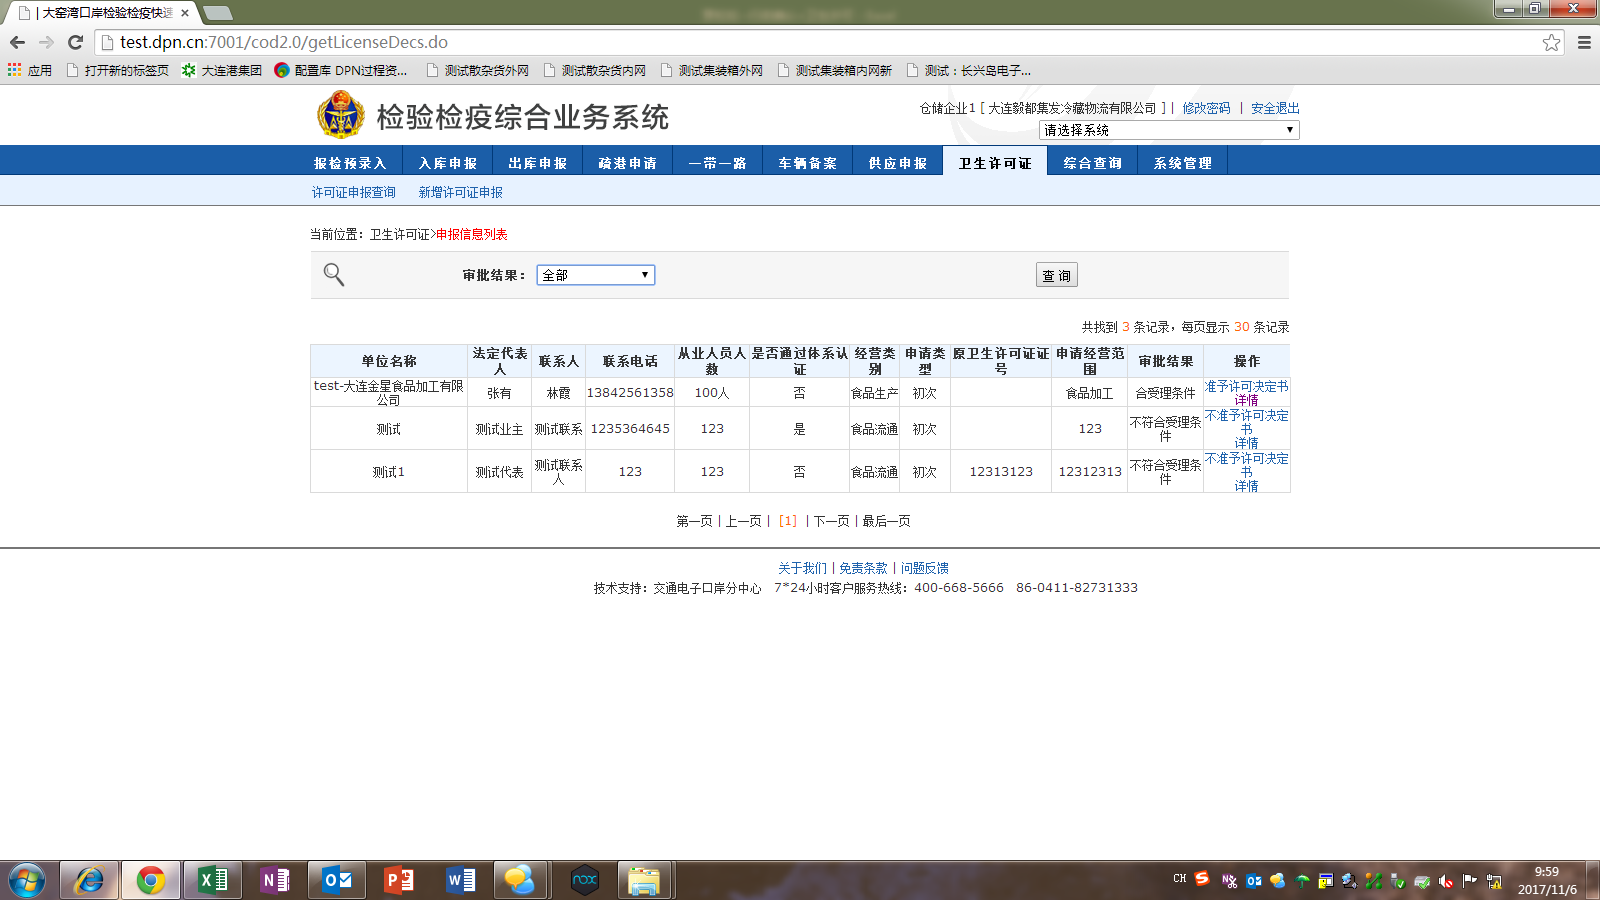 | 大窑湾口岸检验检疫快速
test.dpn.cn:7001/cod2.0/getLicenseDecs.do
应用 打开新的标签页 大连港集团 配置库 DPN过程资... 测试散杂货外网 测试散杂货内网 测试集装箱外网 测试集装箱内网新 测试：长兴岛电子...
检验检疫综合业务系统
仓储企业1 [ 大连毅都集发冷藏物流有限公司 ] | 修改密码 | 安全退出
请选择系统
报检预录入 入库申报 出库申报 疏港申请 一带一路 车辆备案 供应申报 卫生许可证 综合查询 系统管理
许可证申报查询 新增许可证申报
当前位置：卫生许可证>申报信息列表
审批结果： 全部 查 询
共找到 3 条记录，每页显示 30 条记录
单位名称 法定代表人 联系人 联系电话 从业人员人数 是否通过体系认证 经营类别 申请类型 原卫生许可证证号 申请经营范围 审批结果 操作
test-大连金星食品加工有限公司 张有 林霞 13842561358 100人 否 食品生产 初次 食品加工 合受理条件 准予许可决定书 详情
测试 测试业主 测试联系 1235364645 123 是 食品流通 初次 123 不符合受理条件 不准予许可决定书 详情
测试1 测试代表 测试联系人 123 123 否 食品流通 初次 12313123 12312313 不符合受理条件 不准予许可决定书 详情
第一页 | 上一页 | [1] | 下一页 | 最后一页
关于我们 | 免责条款 | 问题反馈
技术支持：交通电子口岸分中心 7*24小时客户服务热线：400-668-5666 86-0411-82731333
CH
9:59
2017/11/6